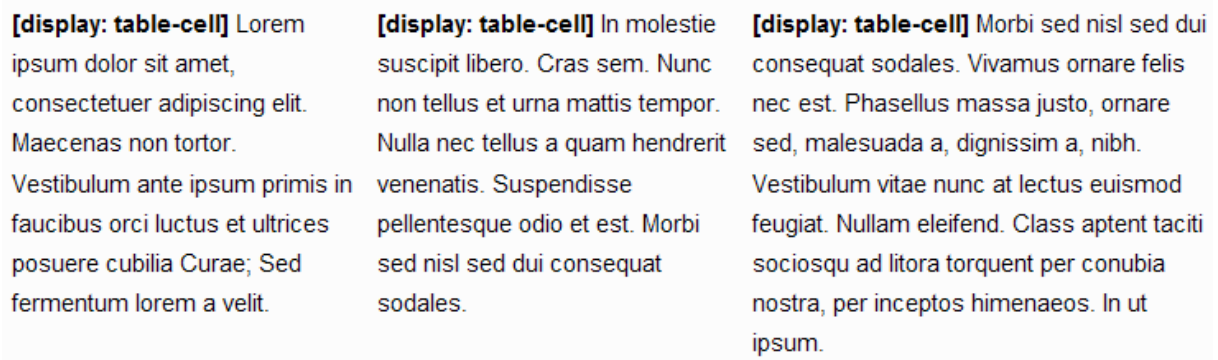 [display: table-cell] Lorem
ipsum dolor sit amet,
consectetuer adipiscing elit.
Maecenas non tortor.
Vestibulum ante ipsum primis in
faucibus orci luctus et ultrices
posuere cubilia Curae; Sed
fermentum lorem a velit.
[display: table-cell] In molestie
suscipit libero. Cras sem. Nunc
non tellus et urna mattis tempor.
Nulla nec tellus a quam hendrerit
venenatis. Suspendisse
pellentesque odio et est. Morbi
sed nisl sed dui consequat
sodales.
[display: table-cell] Morbi sed nisl sed dui
consequat sodales. Vivamus ornare felis
nec est. Phasellus massa justo, ornare
sed, malesuada a, dignissim a, nibh.
Vestibulum vitae nunc at lectus euismod
feugiat. Nullam eleifend. Class aptent taciti
sociosqu ad litora torquent per conubia
nostra, per inceptos himenaeos. In ut
ipsum.